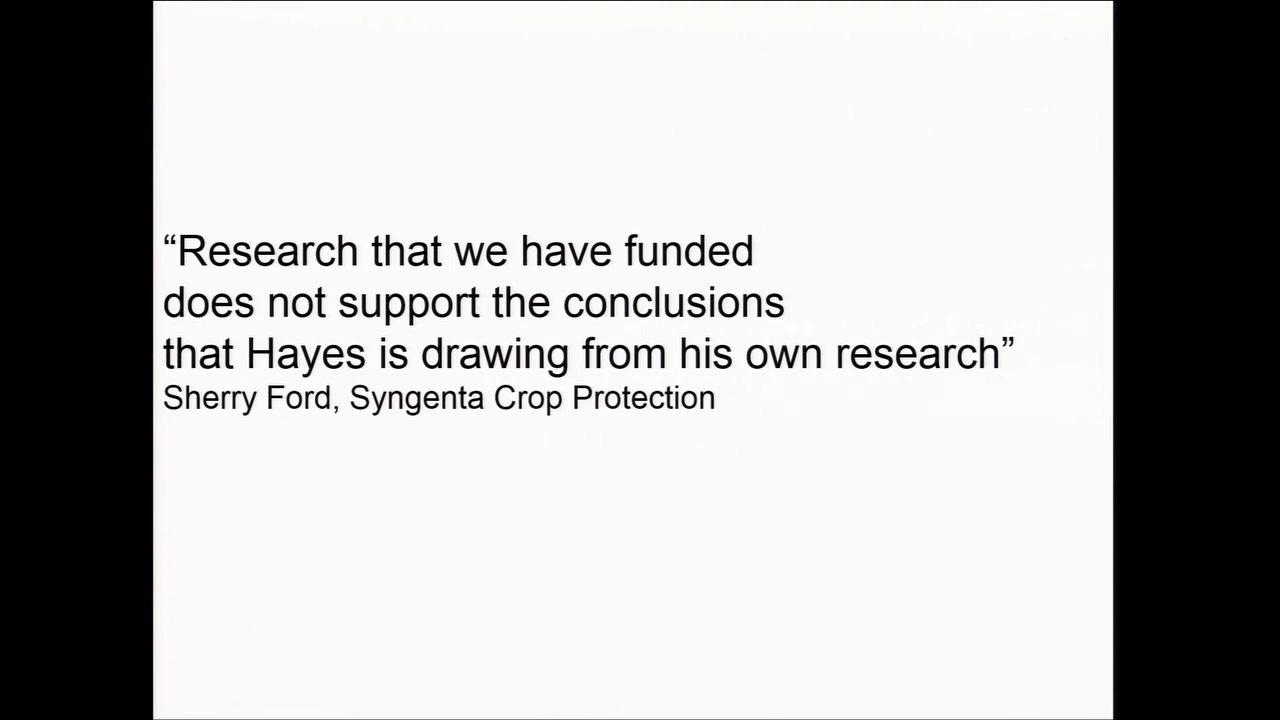 “Research that we have funded
does not support the conclusions
that Hayes is drawing from his own research”
Sherry Ford, Syngenta Crop Protection